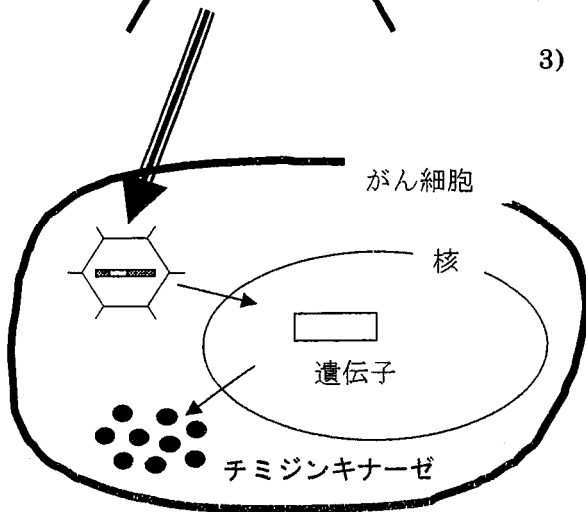 3)
がん細胞
核
遺伝子
チミジンキナーゼ